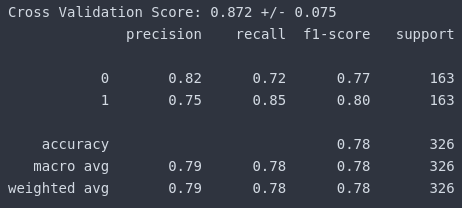 Cross Validation Score: 0.872 +/- 0.075
precision recall f1-score support
0 0.82 0.72 0.77 163
1 0.75 0.85 0.80 163
accuracy 0.78 326
macro avg 0.79 0.78 0.78 326
weighted avg 0.79 0.78 0.78 326